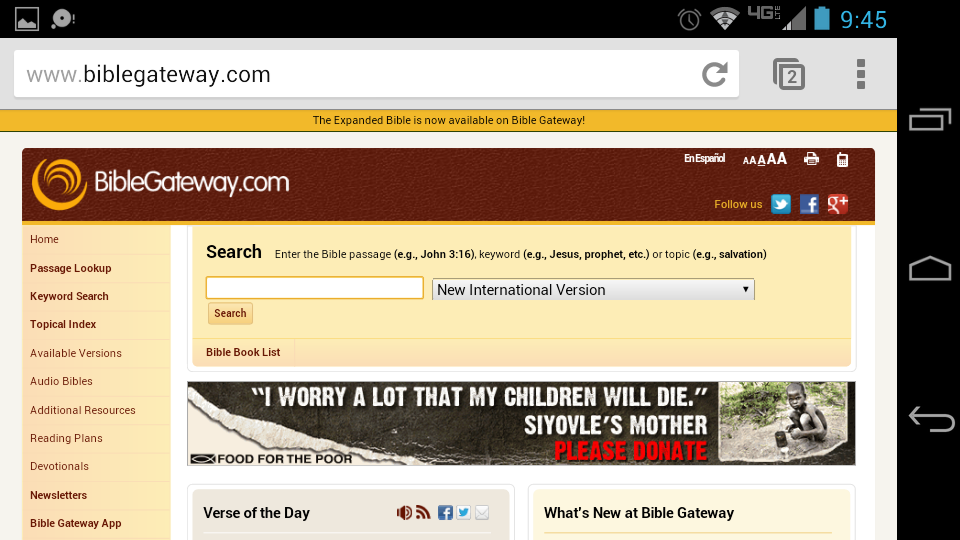 4G LTE 9:45
www.biblegateway.com 2
The Expanded Bible is now available on Bible Gateway!
En Español AAAAA
BibleGateway.com
Follow us
Home
Passage Lookup
Keyword Search
Topical Index
Available Versions
Audio Bibles
Additional Resources
Reading Plans
Devotionals
Newsletters
Bible Gateway App
Search Enter the Bible passage (e.g., John 3:16), keyword (e.g., Jesus, prophet, etc.) or topic (e.g., salvation)
New International Version
Search
Bible Book List
"I WORRY A LOT THAT MY CHILDREN WILL DIE."
SIYOVLE'S MOTHER
PLEASE DONATE
FOOD FOR THE POOR
Verse of the Day
What's New at Bible Gateway